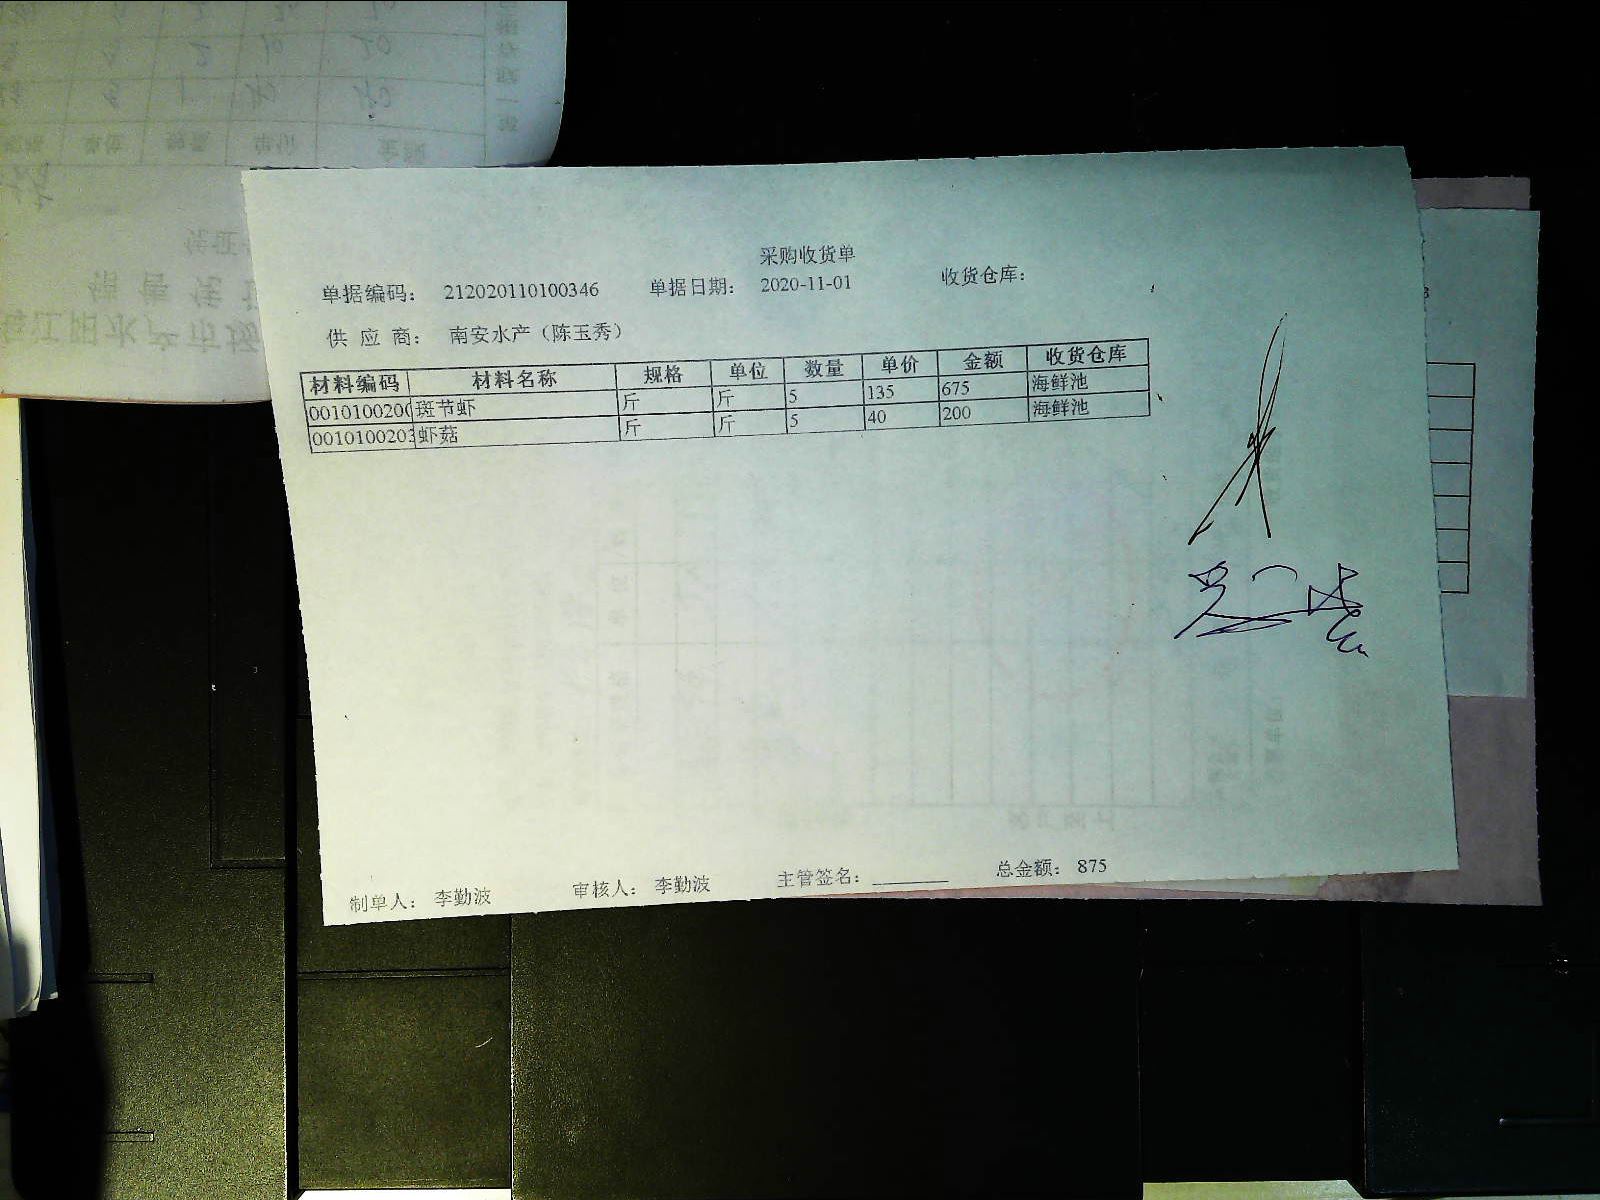 采购收货单
单据编码： 212020110100346 单据日期： 2020-11-01 收货仓库：
供 应 商： 南安水产（陈玉秀）
材料编码 材料名称 规格 单位 数量 单价 金额 收货仓库
0010100200 斑节虾 斤 斤 5 135 675 海鲜池
0010100203 虾菇 斤 斤 5 40 200 海鲜池
制单人： 李勤波 审核人： 李勤波 主管签名：________ 总金额： 875